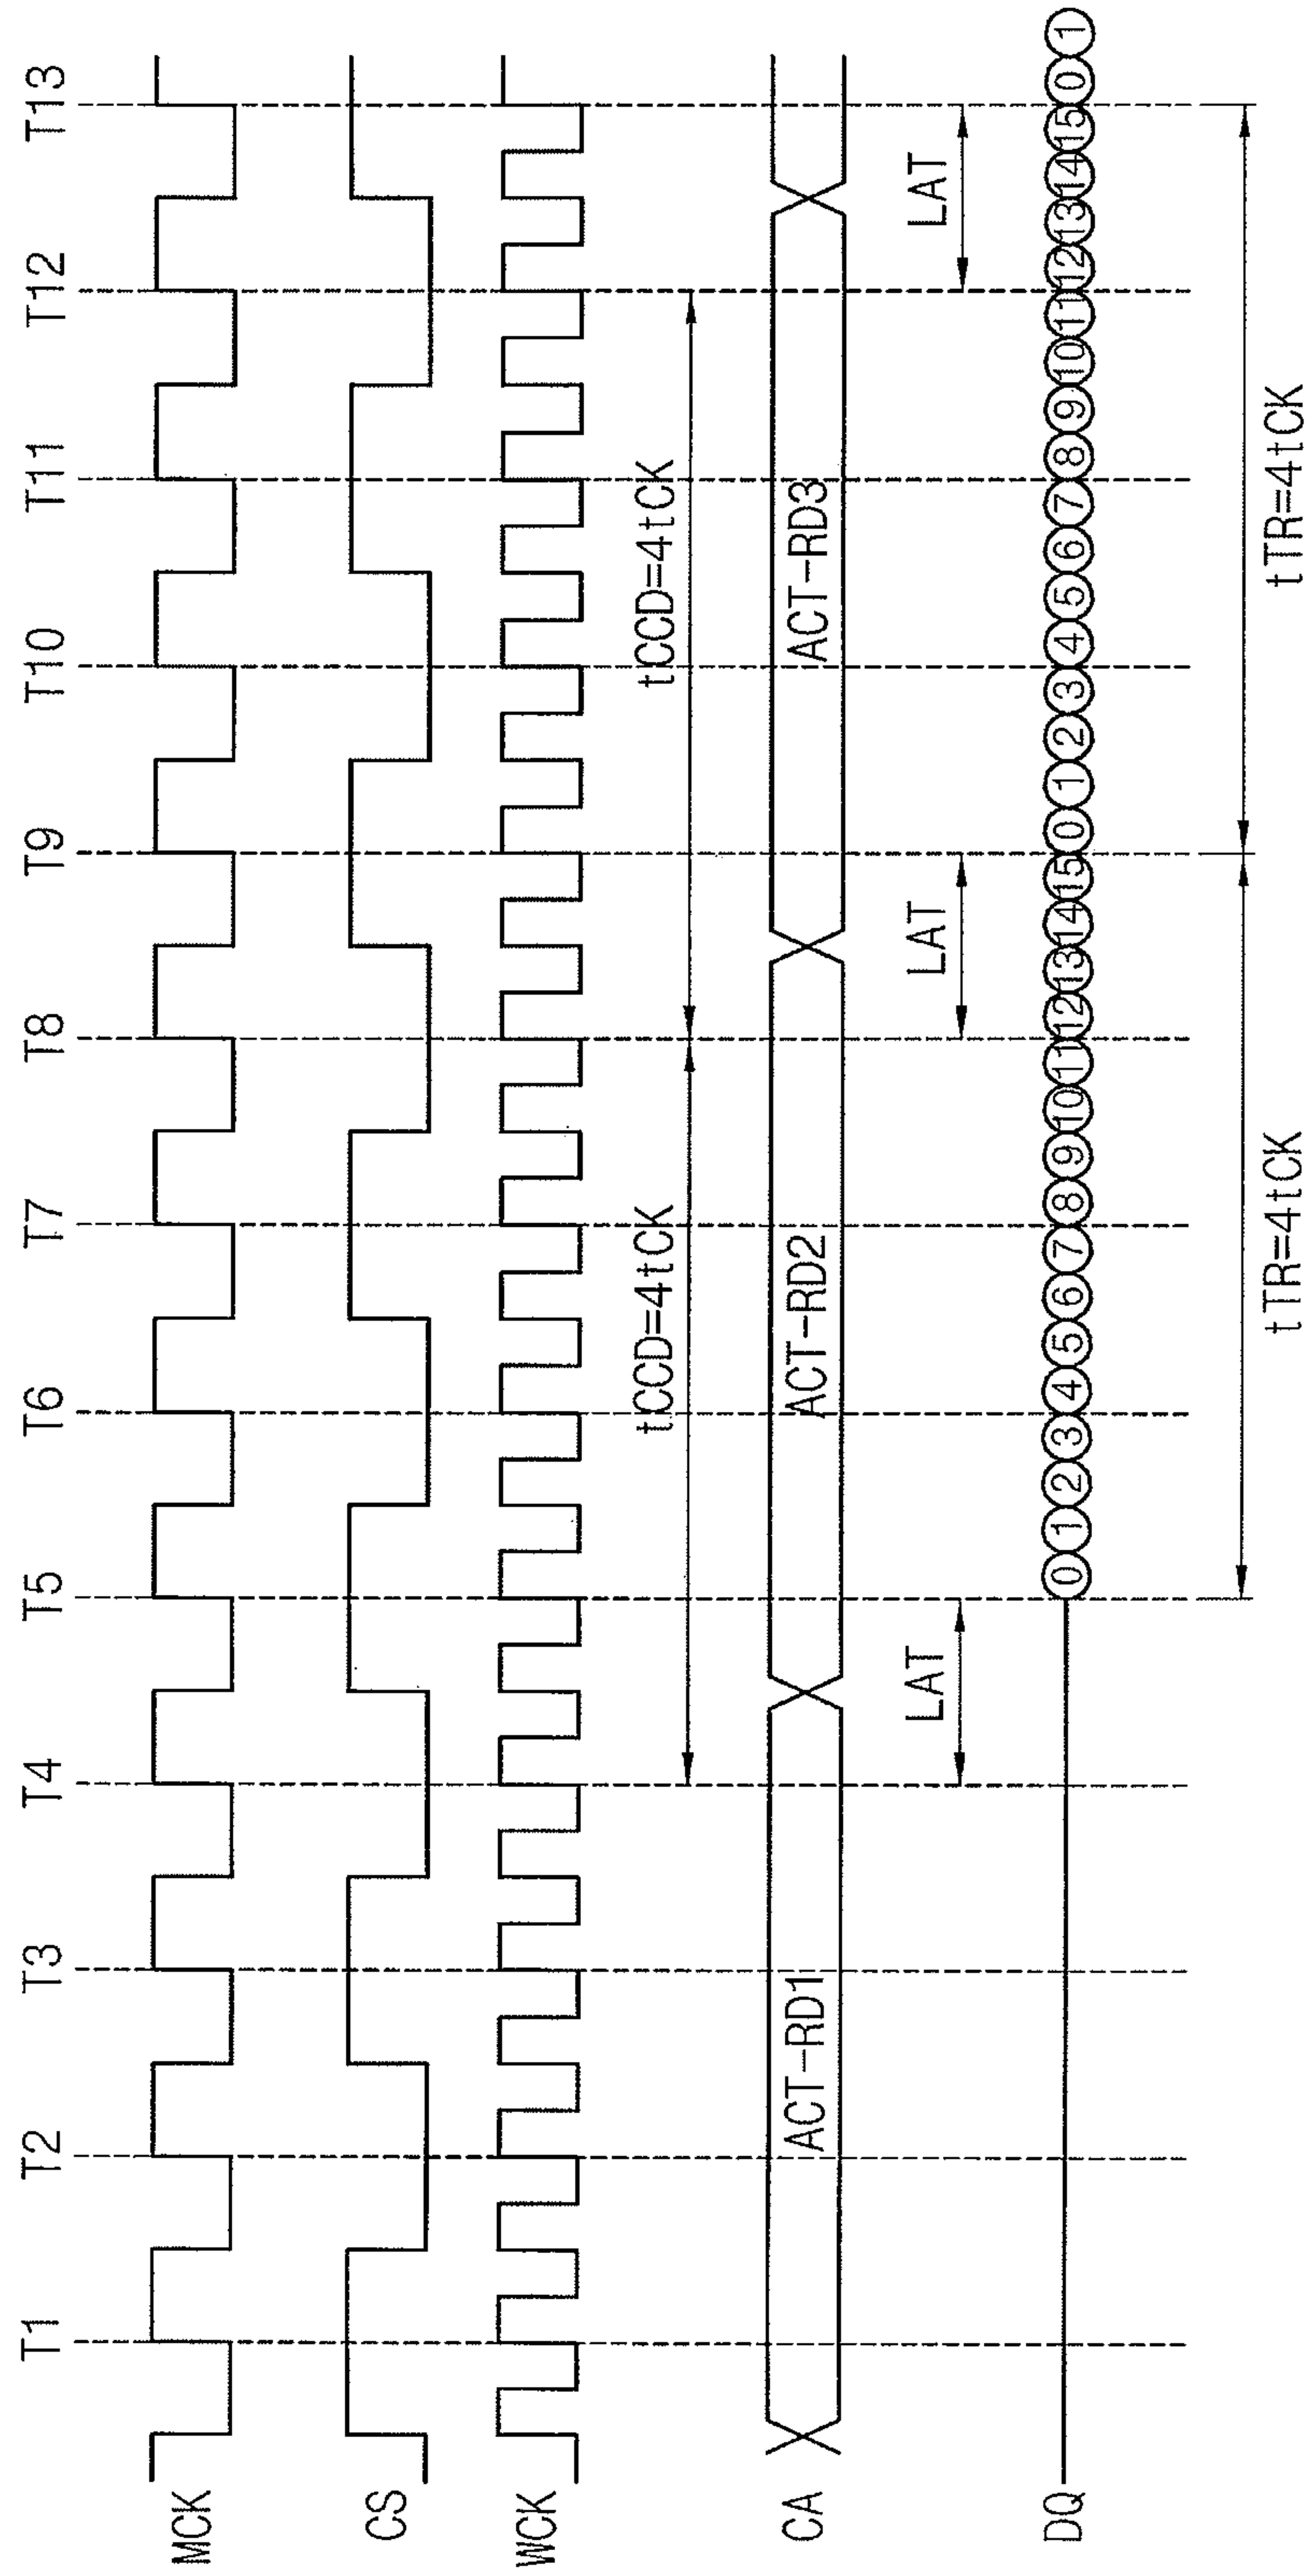 T1 T2 T3 T4 T5 T6 T7 T8 T9 T10 T11 T12 T13
MCK
CS
WCK
tCCD=4tCK tCCD=4tCK
CA ACT-RD1 ACT-RD2 ACT-RD3
LAT LAT LAT
DQ 0 1 2 3 4 5 6 7 8 9 10 11 12 13 14 15 0 1 2 3 4 5 6 7 8 9 10 11 12 13 14 15 0 1
tTR=4tCK tTR=4tCK